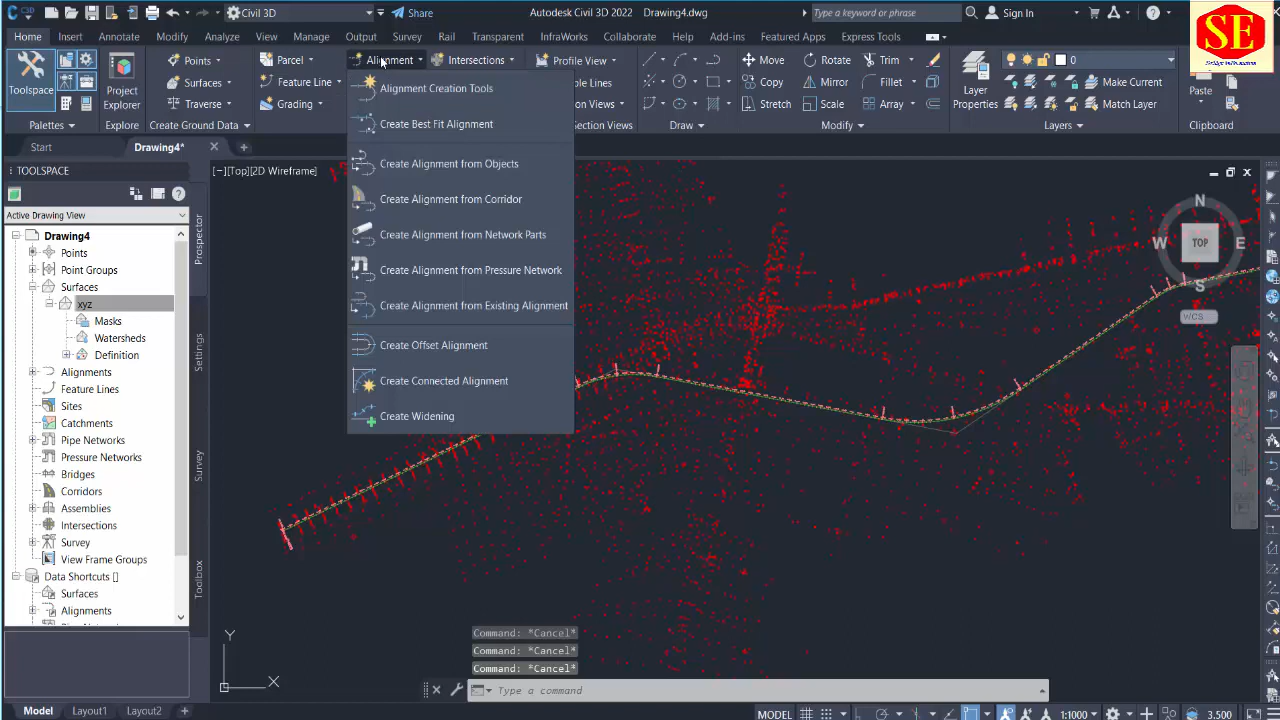 Civil 3D
Share
Autodesk Civil 3D 2022 Drawing4.dwg
Type a keyword or phrase
Sign In
SE
Home Insert Annotate Modify Analyze View Manage Output Survey Rail Transparent InfraWorks Collaborate Help Add-ins Featured Apps Express Tools
Toolspace
Project
Explorer
Points
Surfaces
Traverse
Parcel
Feature Line
Grading
Alignment
Intersections
Profile View
ple Lines
ion Views
Move
Rotate
Trim
Copy
Mirror
Fillet
Stretch
Scale
Array
Layer
Properties
0
Make Current
Match Layer
Paste
Palettes
Explore
Create Ground Data
ction Views
Draw
Modify
Layers
Clipboard
Alignment Creation Tools
Create Best Fit Alignment
Create Alignment from Objects
Create Alignment from Corridor
Create Alignment from Network Parts
Create Alignment from Pressure Network
Create Alignment from Existing Alignment
Create Offset Alignment
Create Connected Alignment
Create Widening
Start
Drawing4*
TOOLSPACE
Active Drawing View
Drawing4
Points
Point Groups
Surfaces
xyz
Masks
Watersheds
Definition
Alignments
Feature Lines
Sites
Catchments
Pipe Networks
Pressure Networks
Bridges
Corridors
Assemblies
Intersections
Survey
View Frame Groups
Data Shortcuts []
Surfaces
Alignments
Prospector
Settings
Survey
Toolbox
[−][Top][2D Wireframe]
N
W
TOP
E
S
WCS
Y
X
Command: *Cancel*
Command: *Cancel*
Command: *Cancel*
Type a command
Model
Layout1
Layout2
MODEL
1:1000
3.500